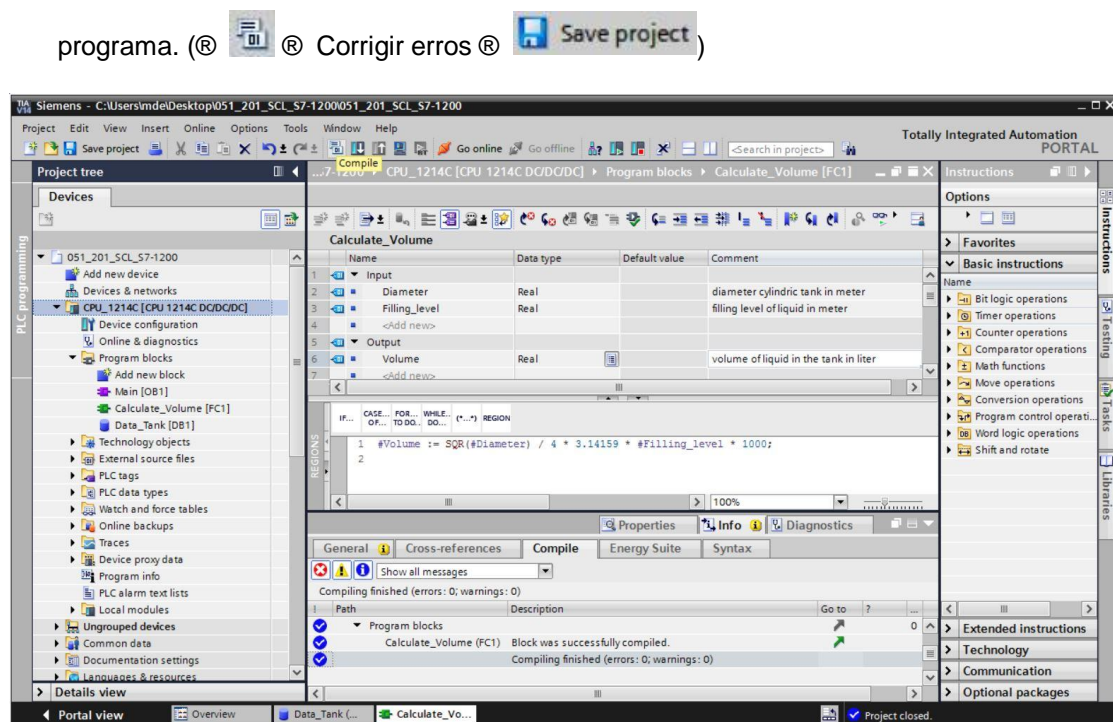 programa. (® ® Corrigir erros ® Save project )
Siemens - C:\Users\mde\Desktop\051_201_SCL_S7-1200\051_201_SCL_S7-1200
Project Edit View Insert Online Options Tools Window Help
Totally Integrated Automation
PORTAL
Save project Go online Go offline <Search in project>
Compile
Project tree
...7-1200 CPU_1214C [CPU 1214C DC/DC/DC] Program blocks Calculate_Volume [FC1]
Instructions
Devices
Options
PLC programming
051_201_SCL_S7-1200
Add new device
Devices & networks
CPU_1214C [CPU 1214C DC/DC/DC]
Device configuration
Online & diagnostics
Program blocks
Add new block
Main [OB1]
Calculate_Volume [FC1]
Data_Tank [DB1]
Technology objects
External source files
PLC tags
PLC data types
Watch and force tables
Online backups
Traces
Device proxy data
Program info
PLC alarm text lists
Local modules
Ungrouped devices
Common data
Documentation settings
Languages & resources
Details view
Calculate_Volume
Name Data type Default value Comment
1 Input
2 Diameter Real diameter cylindric tank in meter
3 Filling_level Real filling level of liquid in meter
4 <Add new>
5 Output
6 Volume Real volume of liquid in the tank in liter
7 <Add new>
IF... CASE... OF... FOR... TO DO.. WHILE.. DO... (*...*) REGION
REGIONS
1 #Volume := SQR(#Diameter) / 4 * 3.14159 * #Filling_level * 1000;
2
100%
Properties Info Diagnostics
General Cross-references Compile Energy Suite Syntax
Show all messages
Compiling finished (errors: 0; warnings: 0)
! Path Description Go to ? ...
Program blocks 0
Calculate_Volume (FC1) Block was successfully compiled.
Compiling finished (errors: 0; warnings: 0)
Favorites
Basic instructions
Name
Bit logic operations
Timer operations
Counter operations
Comparator operations
Math functions
Move operations
Conversion operations
Program control operati...
Word logic operations
Shift and rotate
Extended instructions
Technology
Communication
Optional packages
Instructions
Testing
Tasks
Libraries
Portal view Overview Data_Tank (... Calculate_Vo... Project closed.